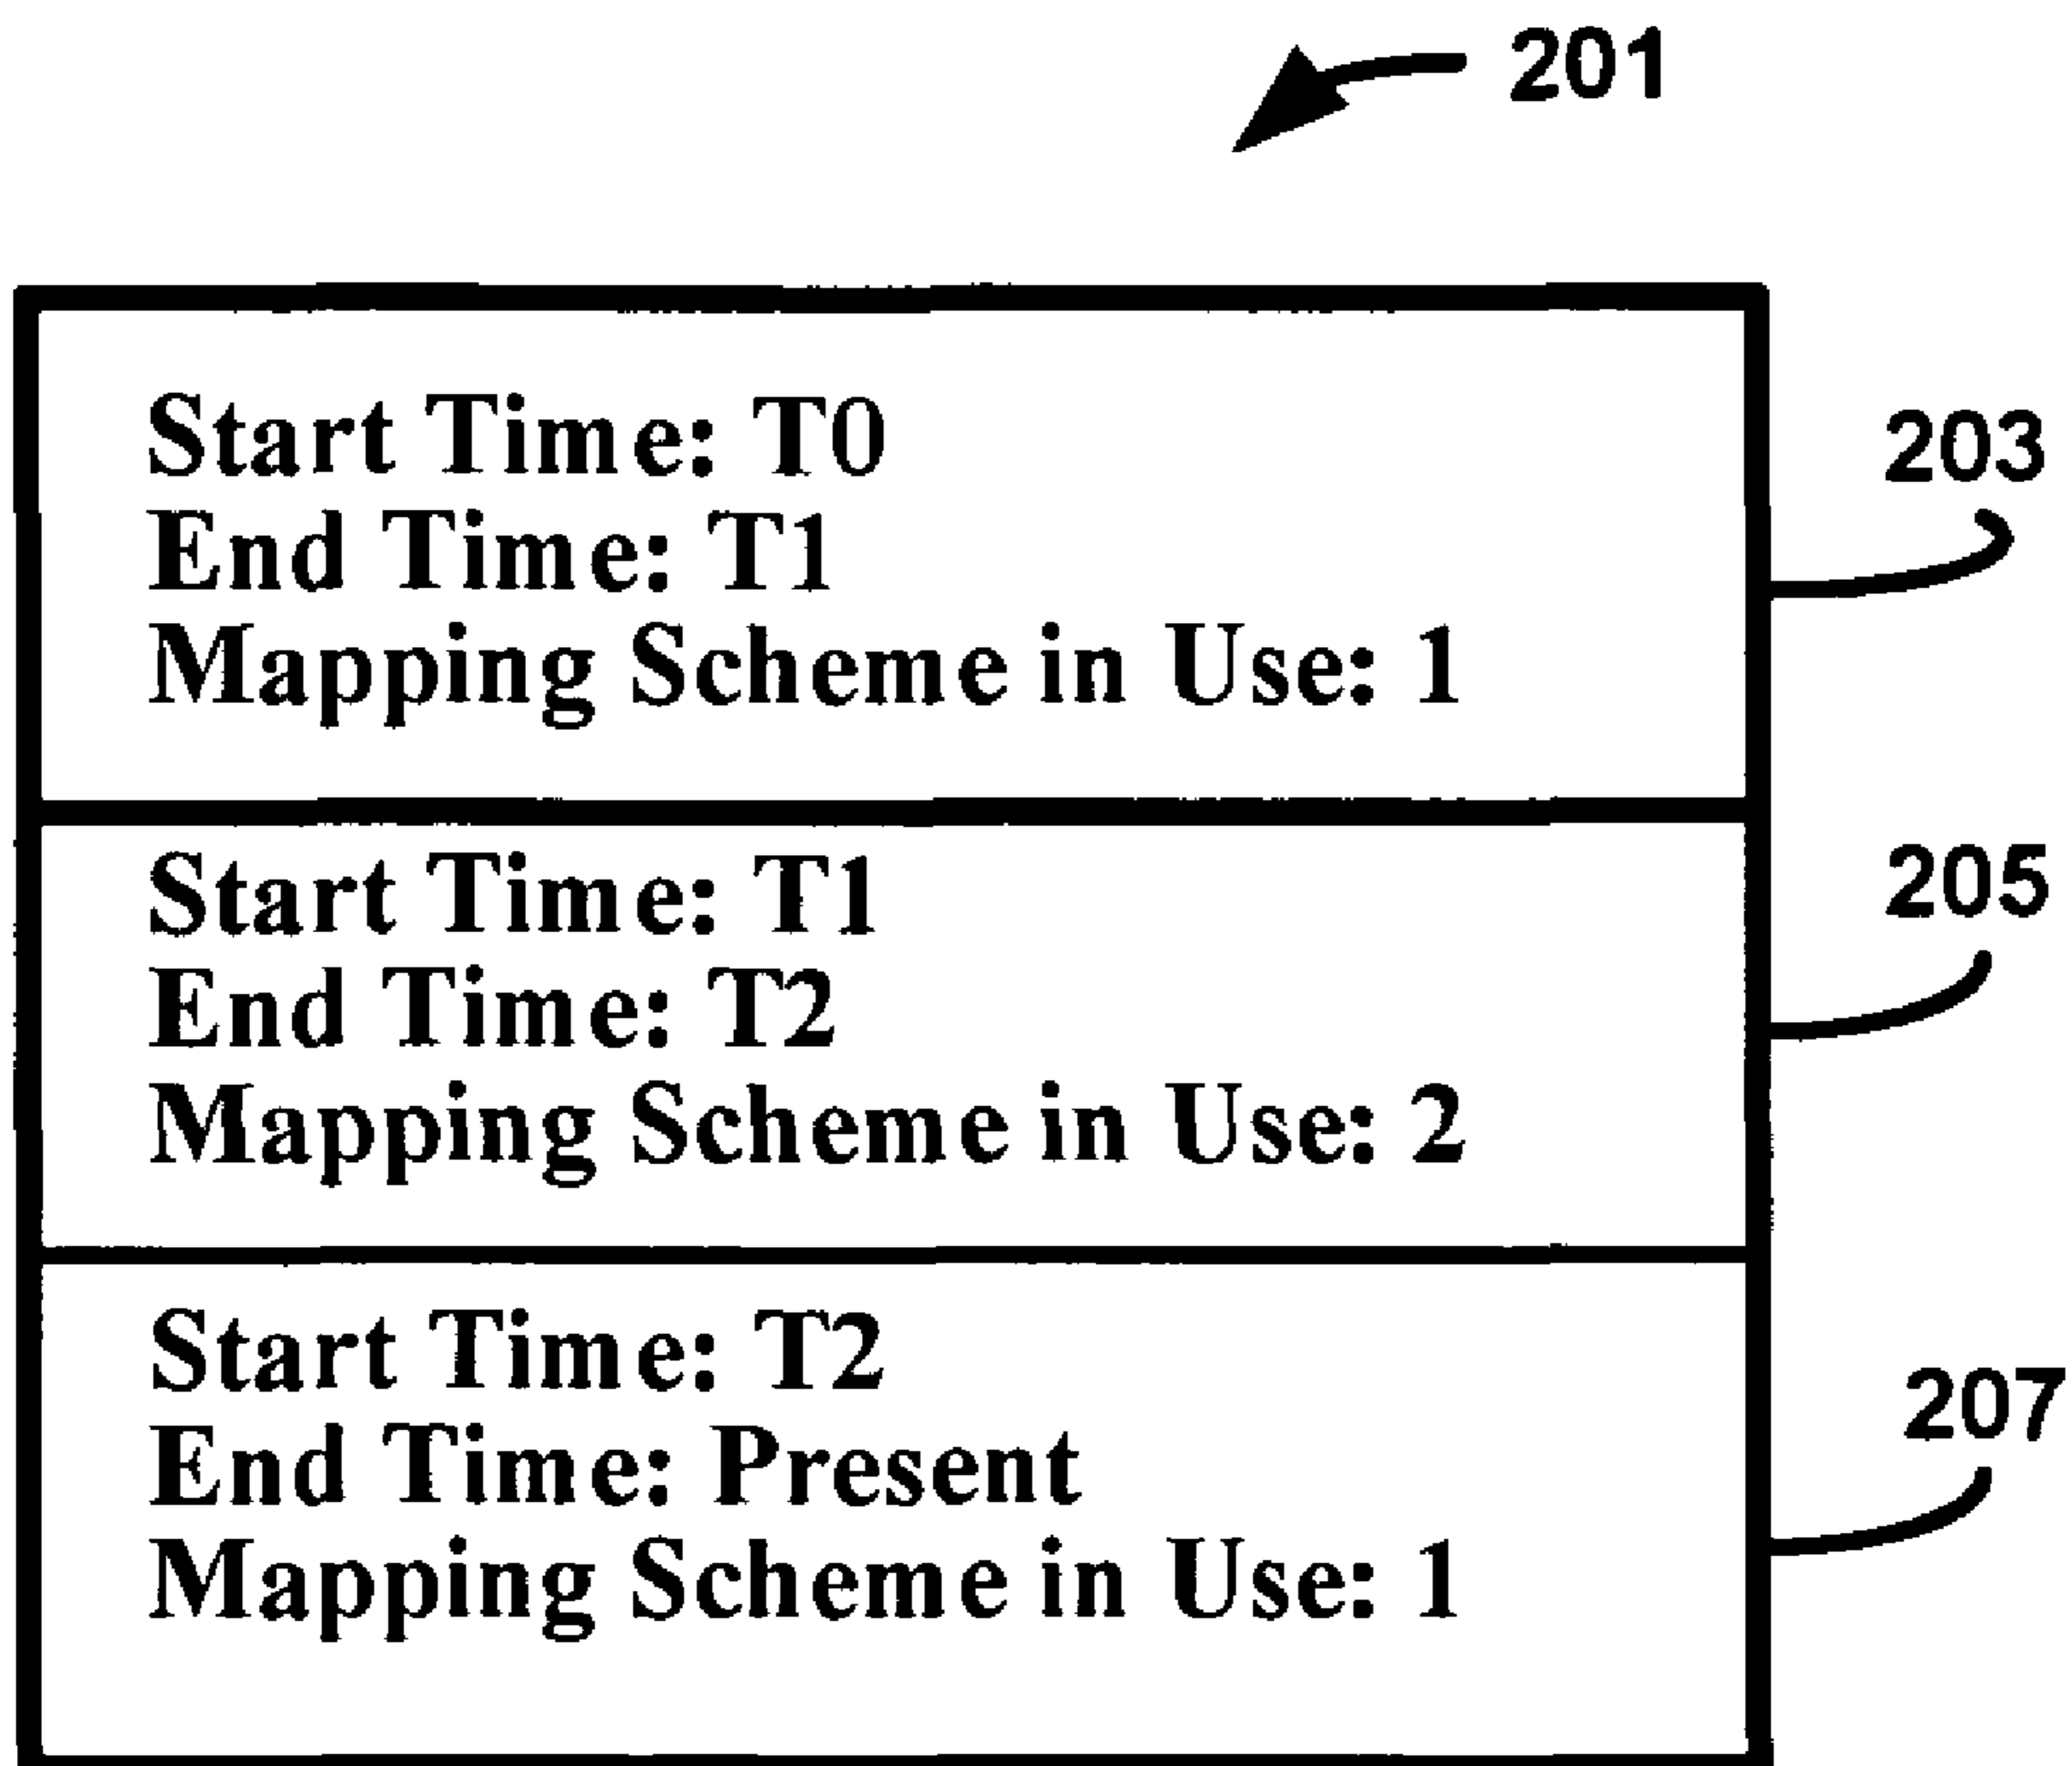 201
Start Time: T0
End Time: T1
Mapping Scheme in Use: 1
203
Start Time: T1
End Time: T2
Mapping Scheme in Use: 2
205
Start Time: T2
End Time: Present
Mapping Scheme in Use: 1
207